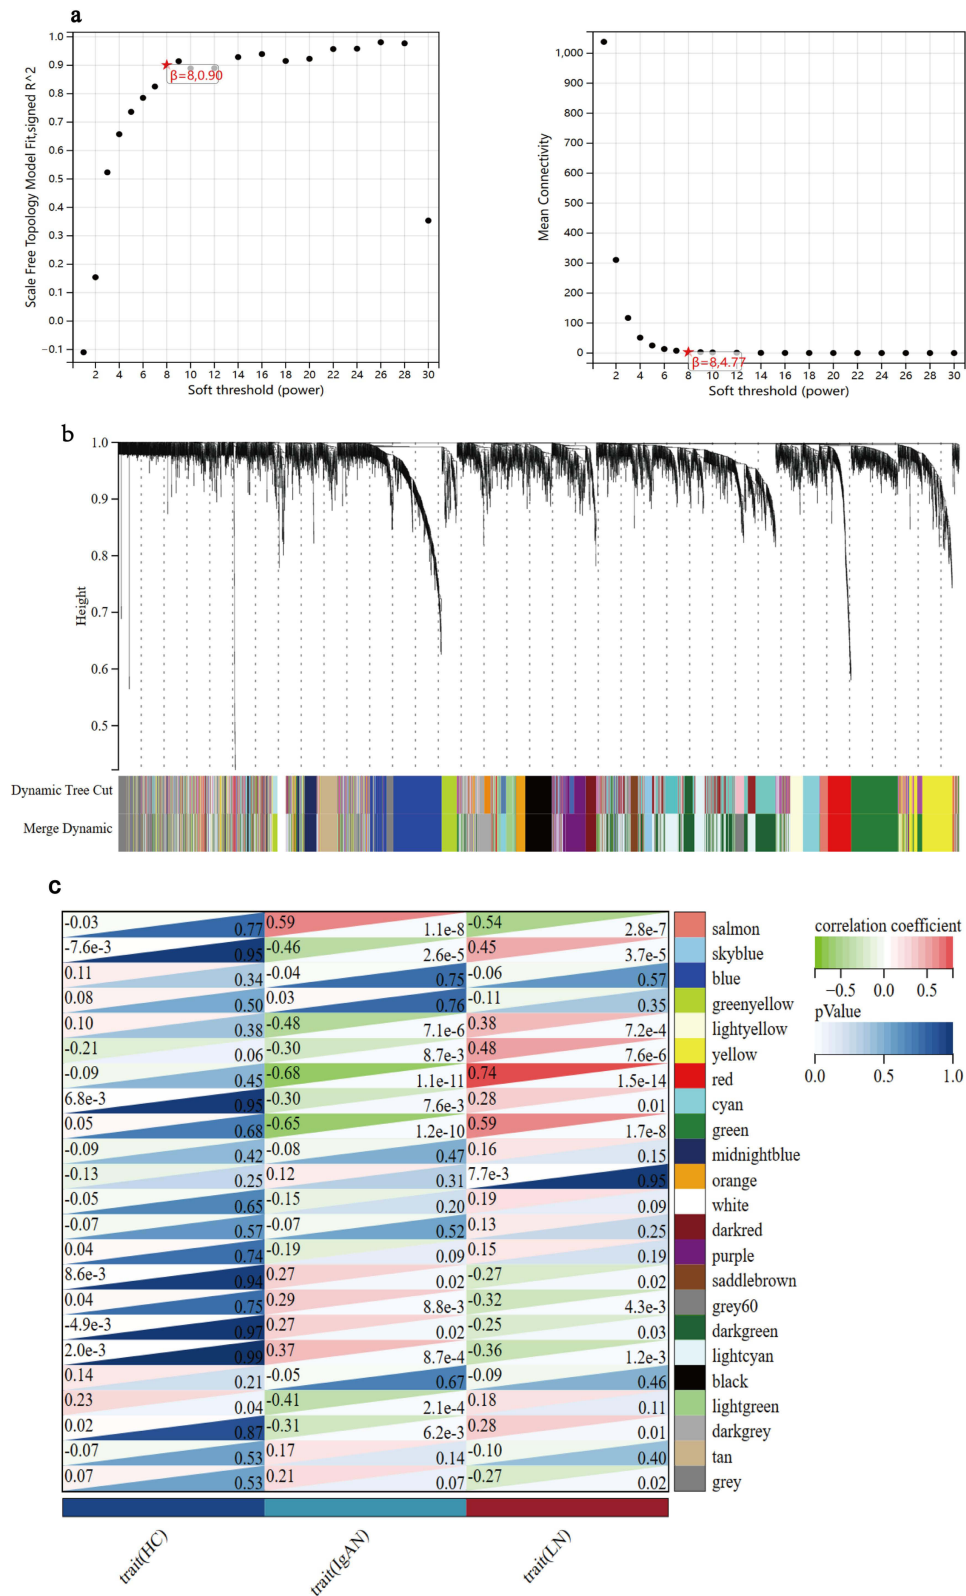 a
Scale Free Topology Model Fit,signed R^2
1.0
0.9
0.8
0.7
0.6
0.5
0.4
0.3
0.2
0.1
0.0
−0.1
β=8,0.90
2 4 6 8 10 12 14 16 18 20 22 24 26 28 30
Soft threshold (power)
Mean Connectivity
1,000
900
800
700
600
500
400
300
200
100
0
β=8,4.77
2 4 6 8 10 12 14 16 18 20 22 24 26 28 30
Soft threshold (power)
b
Height
1.0
0.9
0.8
0.7
0.6
0.5
Dynamic Tree Cut
Merge Dynamic
c
-0.03 0.77 0.59 1.1e-8 -0.54 2.8e-7 salmon
-7.6e-3 0.95 -0.46 2.6e-5 0.45 3.7e-5 skyblue
0.11 0.34 -0.04 0.75 -0.06 0.57 blue
0.08 0.50 0.03 0.76 -0.11 0.35 greenyellow
0.10 0.38 -0.48 7.1e-6 0.38 7.2e-4 lightyellow
-0.21 0.06 -0.30 8.7e-3 0.48 7.6e-6 yellow
-0.09 0.45 -0.68 1.1e-11 0.74 1.5e-14 red
6.8e-3 0.95 -0.30 7.6e-3 0.28 0.01 cyan
0.05 0.68 -0.65 1.2e-10 0.59 1.7e-8 green
-0.09 0.42 -0.08 0.47 0.16 0.15 midnightblue
-0.13 0.25 0.12 0.31 7.7e-3 0.95 orange
-0.05 0.65 -0.15 0.20 0.19 0.09 white
-0.07 0.57 -0.07 0.52 0.13 0.25 darkred
0.04 0.74 -0.19 0.09 0.15 0.19 purple
8.6e-3 0.94 0.27 0.02 -0.27 0.02 saddlebrown
0.04 0.75 0.29 8.8e-3 -0.32 4.3e-3 grey60
-4.9e-3 0.97 0.27 0.02 -0.25 0.03 darkgreen
2.0e-3 0.99 0.37 8.7e-4 -0.36 1.2e-3 lightcyan
0.14 0.21 -0.05 0.67 -0.09 0.46 black
0.23 0.04 -0.41 2.1e-4 0.18 0.11 lightgreen
0.02 0.87 -0.31 6.2e-3 0.28 0.01 darkgrey
-0.07 0.53 0.17 0.14 -0.10 0.40 tan
0.07 0.53 0.21 0.07 -0.27 0.02 grey
trait(HC) trait(IgAN) trait(LN)
correlation coefficient
−0.5 0.0 0.5
pValue
0.0 0.5 1.0